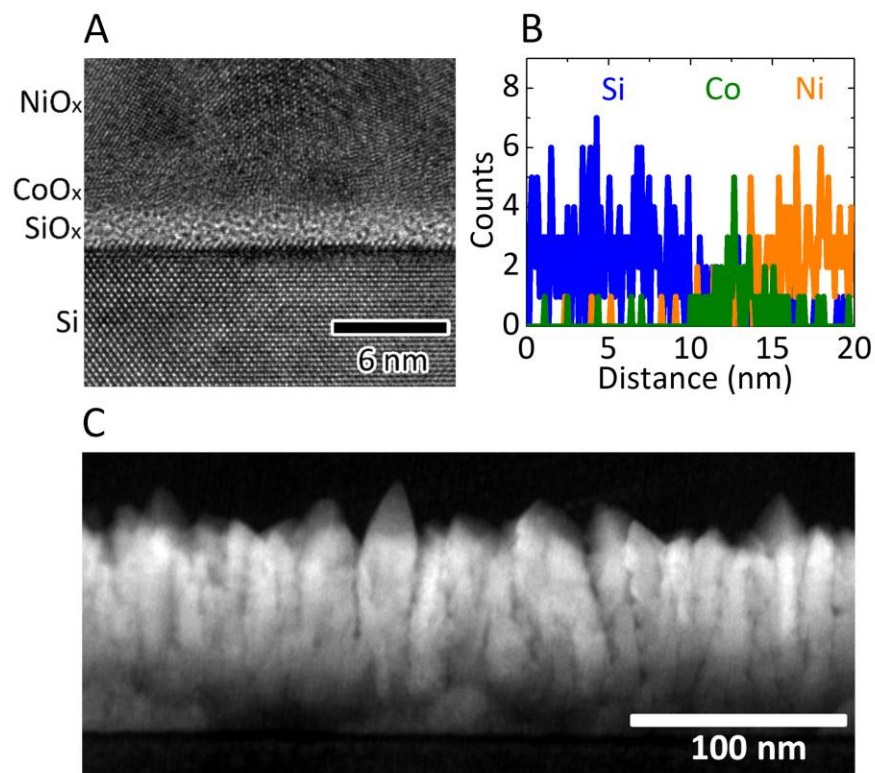 A
NiOx
CoOx
SiOx
Si
6 nm
B
Si Co Ni
8
6
4
2
0
Counts
0 5 10 15 20
Distance (nm)
C
100 nm